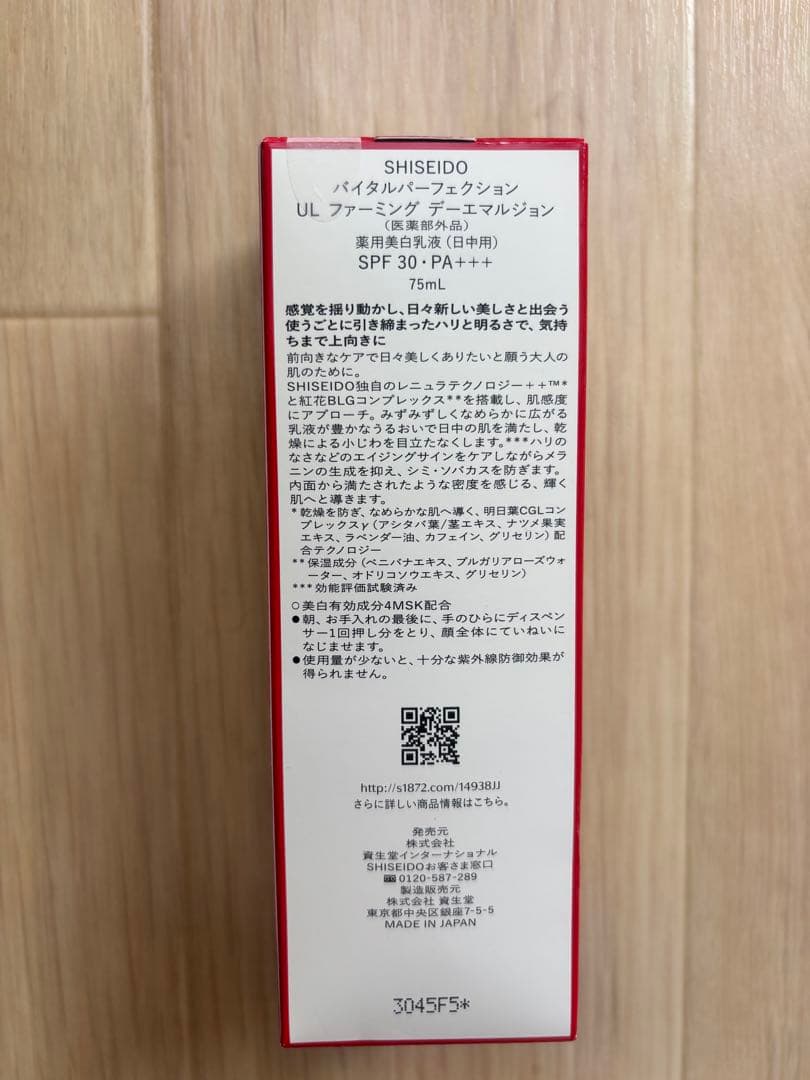 SHISEIDO
バイタルパーフェクション
UL ファーミング デーエマルジョン
（医薬部外品）
薬用美白乳液（日中用）
SPF 30・PA+++
75mL
感覚を揺り動かし、日々新しい美しさと出会う
使うごとに引き締まったハリと明るさで、気持
ちまで上向きに
前向きなケアで日々美しくありたいと願う大人の
肌のために。
SHISEIDO独自のレニュラテクノロジー++™*
と紅花BLGコンプレックス**を搭載し、肌感度
にアプローチ。みずみずしくなめらかに広がる
乳液が豊かなうるおいで日中の肌を満たし、乾
燥による小じわを目立たなくします。***ハリの
なさなどのエイジングサインをケアしながらメラ
ニンの生成を抑え、シミ・ソバカスを防ぎます。
内面から満たされたような密度を感じる、輝く
肌へと導きます。
* 乾燥を防ぎ、なめらかな肌へ導く、明日葉CGLコン
プレックスγ（アシタバ葉/茎エキス、ナツメ果実
エキス、ラベンダー油、カフェイン、グリセリン）配
合テクノロジー
** 保湿成分（ベニバナエキス、ブルガリアローズウォ
ーター、オドリコソウエキス、グリセリン）
*** 効能評価試験済み
○美白有効成分4MSK配合
●朝、お手入れの最後に、手のひらにディスペン
サー1回押し分をとり、顔全体にていねいに
なじませます。
●使用量が少ないと、十分な紫外線防御効果が
得られません。
http://s1872.com/14938JJ
さらに詳しい商品情報はこちら。
発売元
株式会社
資生堂インターナショナル
SHISEIDOお客さま窓口
0120-587-289
製造販売元
株式会社 資生堂
東京都中央区銀座7-5-5
MADE IN JAPAN
3045F5*